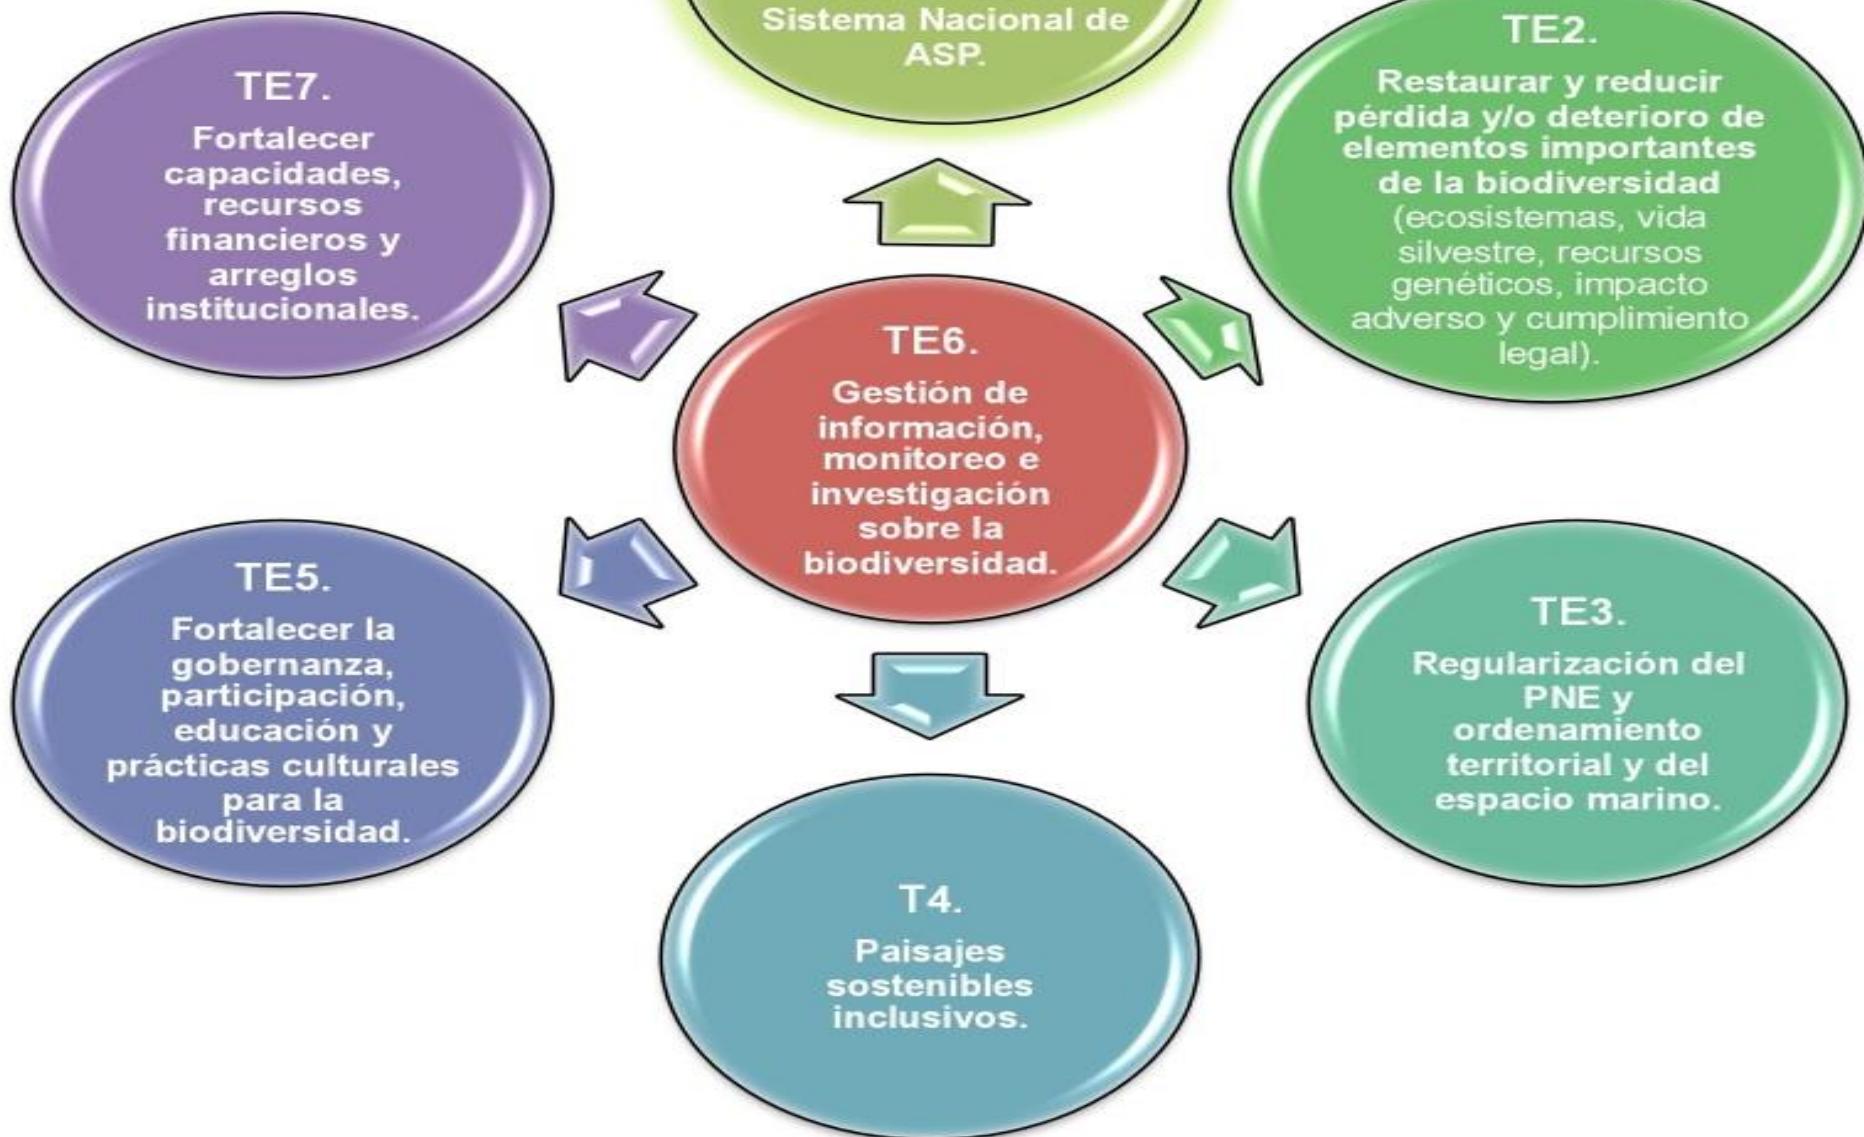 Sistema Nacional de
ASP.
TE2.
Restaurar y reducir
pérdida y/o deterioro de
elementos importantes
de la biodiversidad
(ecosistemas, vida
silvestre, recursos
genéticos, impacto
adverso y cumplimiento
legal).
TE7.
Fortalecer
capacidades,
recursos
financieros y
arreglos
institucionales.
TE6.
Gestión de
información,
monitoreo e
investigación
sobre la
biodiversidad.
TE5.
Fortalecer la
gobernanza,
participación,
educación y
prácticas culturales
para la
biodiversidad.
TE3.
Regularización del
PNE y
ordenamiento
territorial y del
espacio marino.
T4.
Paisajes
sostenibles
inclusivos.